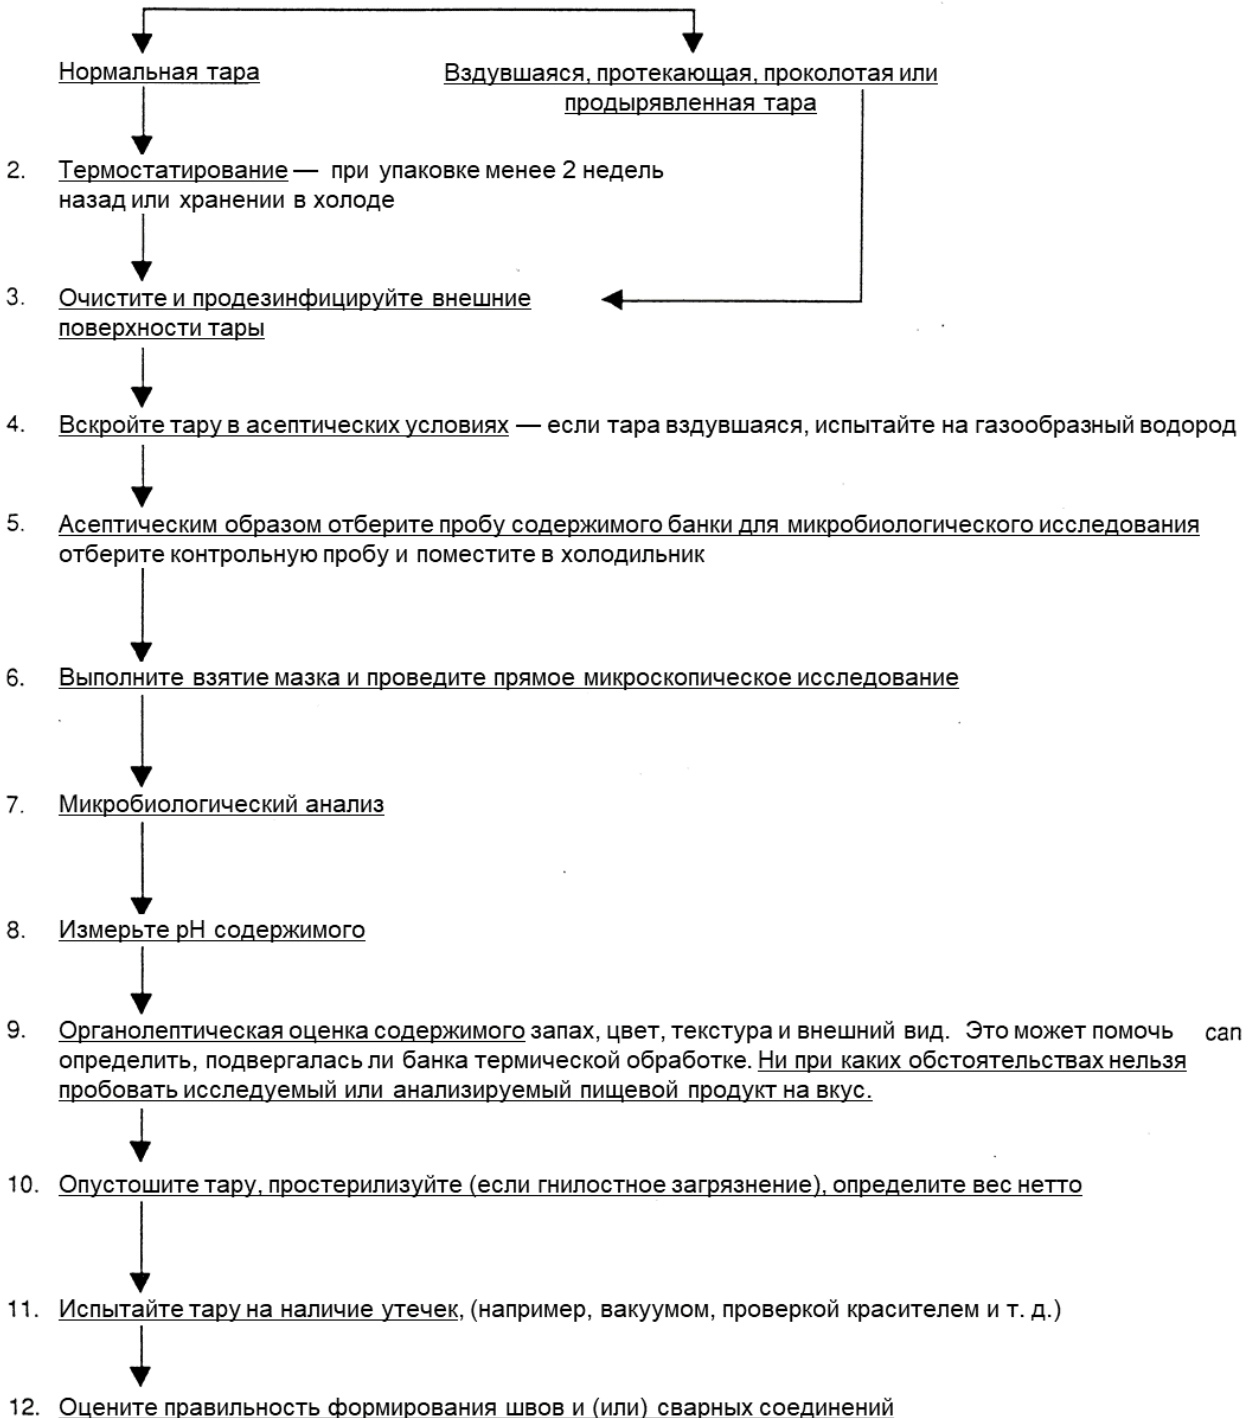 Нормальная тара
Вздувшаяся, протекающая, проколотая или
продырявленная тара
2. Термостатирование — при упаковке менее 2 недель
назад или хранении в холоде
3. Очистите и продезинфицируйте внешние
поверхности тары
4. Вскройте тару в асептических условиях — если тара вздувшаяся, испытайте на газообразный водород
5. Асептическим образом отберите пробу содержимого банки для микробиологического исследования
отберите контрольную пробу и поместите в холодильник
6. Выполните взятие мазка и проведите прямое микроскопическое исследование
7. Микробиологический анализ
8. Измерьте pH содержимого
9. Органолептическая оценка содержимого запах, цвет, текстура и внешний вид. Это может помочь can
определить, подвергалась ли банка термической обработке. Ни при каких обстоятельствах нельзя
пробовать исследуемый или анализируемый пищевой продукт на вкус.
10. Опустошите тару, простерилизуйте (если гнилостное загрязнение), определите вес нетто
11. Испытайте тару на наличие утечек, (например, вакуумом, проверкой красителем и т. д.)
12. Оцените правильность формирования швов и (или) сварных соединений